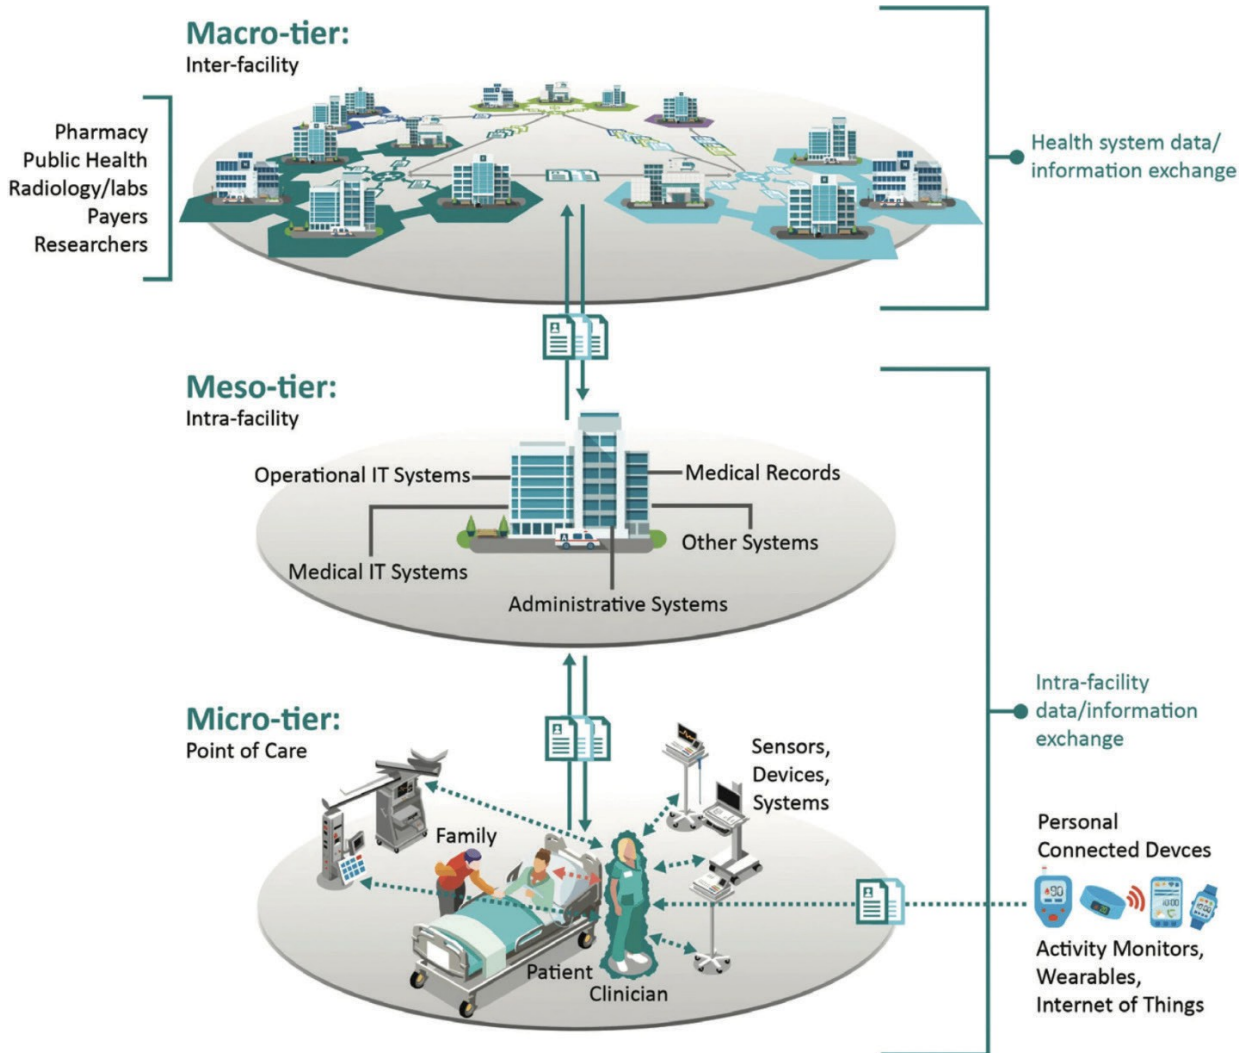 Macro-tier:
Inter-facility
Pharmacy
Public Health
Radiology/labs
Payers
Researchers
Health system data/
information exchange
Meso-tier:
Intra-facility
Operational IT Systems
Medical Records
Medical IT Systems
Other Systems
Administrative Systems
Intra-facility
data/information
exchange
Micro-tier:
Point of Care
Sensors,
Devices,
Systems
Family
Patient
Clinician
Personal
Connected Devces
90
Activity Monitors,
Wearables,
Internet of Things